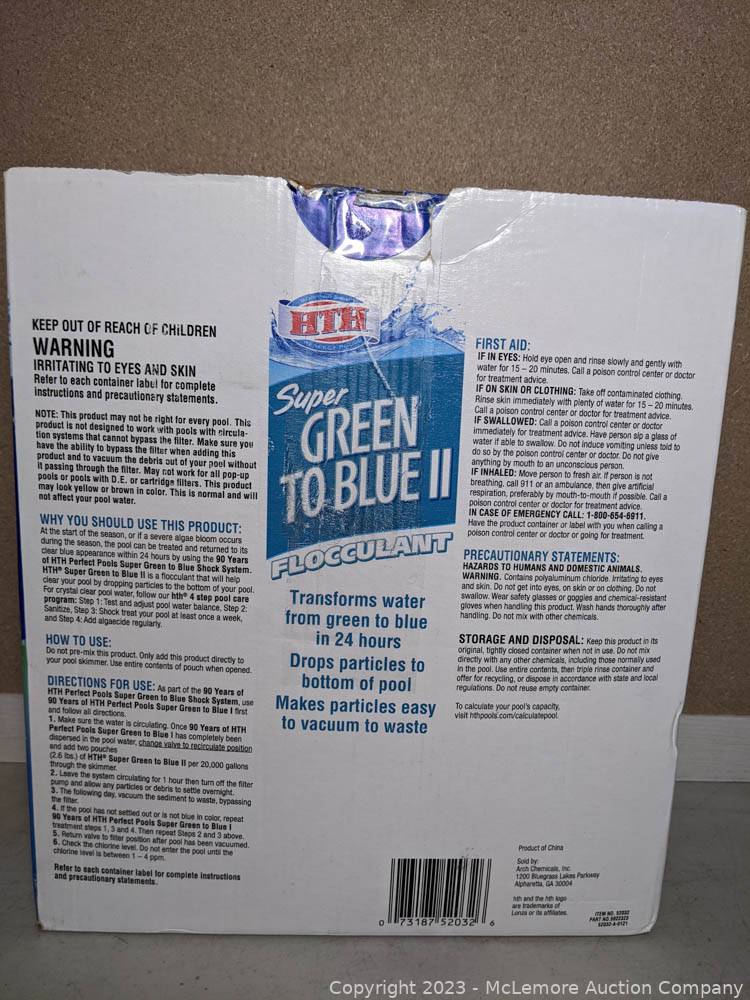 KEEP OUT OF REACH OF CHILDREN
WARNING
IRRITATING TO EYES AND SKIN
Refer to each container label for complete
instructions and precautionary statements.
NOTE: This product may not be right for every pool. This
product is not designed to work with pools with circula-
tion systems that cannot bypass the filter. Make sure you
have the ability to bypass the filter when adding this
product and to vacuum the debris out of your pool without
it passing through the filter. May not work for all pop-up
pools or pools with D.E. or cartridge filters. This product
may look yellow or brown in color. This is normal and will
not affect your pool water.
WHY YOU SHOULD USE THIS PRODUCT:
At the start of the season, or if a severe algae bloom occurs
during the season, the pool can be treated and returned to its
clear blue appearance within 24 hours by using the 90 Years
of HTH Perfect Pools Super Green to Blue Shock System.
HTH® Super Green to Blue II is a flocculant that will help
clear your pool by dropping particles to the bottom of your pool.
For crystal clear pool water, follow our hth® 4 step pool care
program: Step 1: Test and adjust pool water balance, Step 2:
Sanitize, Step 3: Shock treat your pool at least once a week,
and Step 4: Add algaecide regularly.
HOW TO USE:
Do not pre-mix this product. Only add this product directly to
your pool skimmer. Use entire contents of pouch when opened.
DIRECTIONS FOR USE: As part of the 90 Years of
HTH Perfect Pools Super Green to Blue Shock System, use
90 Years of HTH Perfect Pools Super Green to Blue I first
and follow all directions.
1. Make sure the water is circulating. Once 90 Years of HTH
Perfect Pools Super Green to Blue I has completely been
dispersed in the pool water, change valve to recirculate position
and add two pouches
(2.6 lbs.) of HTH® Super Green to Blue II per 20,000 gallons
through the skimmer.
2. Leave the system circulating for 1 hour then turn off the filter
pump and allow any particles or debris to settle overnight.
3. The following day, vacuum the sediment to waste, bypassing
the filter.
4. If the pool has not settled out or is not blue in color, repeat
90 Years of HTH Perfect Pools Super Green to Blue I
treatment steps 1, 3 and 4. Then repeat Steps 2 and 3 above.
5. Return valve to filter position after pool has been vacuumed.
6. Check the chlorine level. Do not enter the pool until the
chlorine level is between 1 – 4 ppm.
Refer to each container label for complete instructions
and precautionary statements.
HTH
Super
GREEN
TO BLUE II
FLOCCULANT
Transforms water
from green to blue
in 24 hours
Drops particles to
bottom of pool
Makes particles easy
to vacuum to waste
0 73187 52032 6
FIRST AID:
IF IN EYES: Hold eye open and rinse slowly and gently with
water for 15 – 20 minutes. Call a poison control center or doctor
for treatment advice.
IF ON SKIN OR CLOTHING: Take off contaminated clothing.
Rinse skin immediately with plenty of water for 15 – 20 minutes.
Call a poison control center or doctor for treatment advice.
IF SWALLOWED: Call a poison control center or doctor
immediately for treatment advice. Have person sip a glass of
water if able to swallow. Do not induce vomiting unless told to
do so by the poison control center or doctor. Do not give
anything by mouth to an unconscious person.
IF INHALED: Move person to fresh air. If person is not
breathing, call 911 or an ambulance, then give artificial
respiration, preferably by mouth-to-mouth if possible. Call a
poison control center or doctor for treatment advice.
IN CASE OF EMERGENCY CALL: 1-800-654-6911.
Have the product container or label with you when calling a
poison control center or doctor or going for treatment.
PRECAUTIONARY STATEMENTS:
HAZARDS TO HUMANS AND DOMESTIC ANIMALS.
WARNING. Contains polyaluminum chloride. Irritating to eyes
and skin. Do not get into eyes, on skin or on clothing. Do not
swallow. Wear safety glasses or goggles and chemical-resistant
gloves when handling this product. Wash hands thoroughly after
handling. Do not mix with other chemicals.
STORAGE AND DISPOSAL: Keep this product in its
original, tightly closed container when not in use. Do not mix
directly with any other chemicals, including those normally used
in the pool. Use entire contents, then triple rinse container and
offer for recycling, or dispose in accordance with state and local
regulations. Do not reuse empty container.
To calculate your pool's capacity,
visit hthpools.com/calculatepool.
Product of China
Sold by:
Arch Chemicals, Inc.
1200 Bluegrass Lakes Parkway
Alpharetta, GA 30004
hth and the hth logo
are trademarks of
Lonza or its affiliates.
ITEM NO. 52032
PART NO.
52032-A-0121
Copyright 2023 - McLemore Auction Company